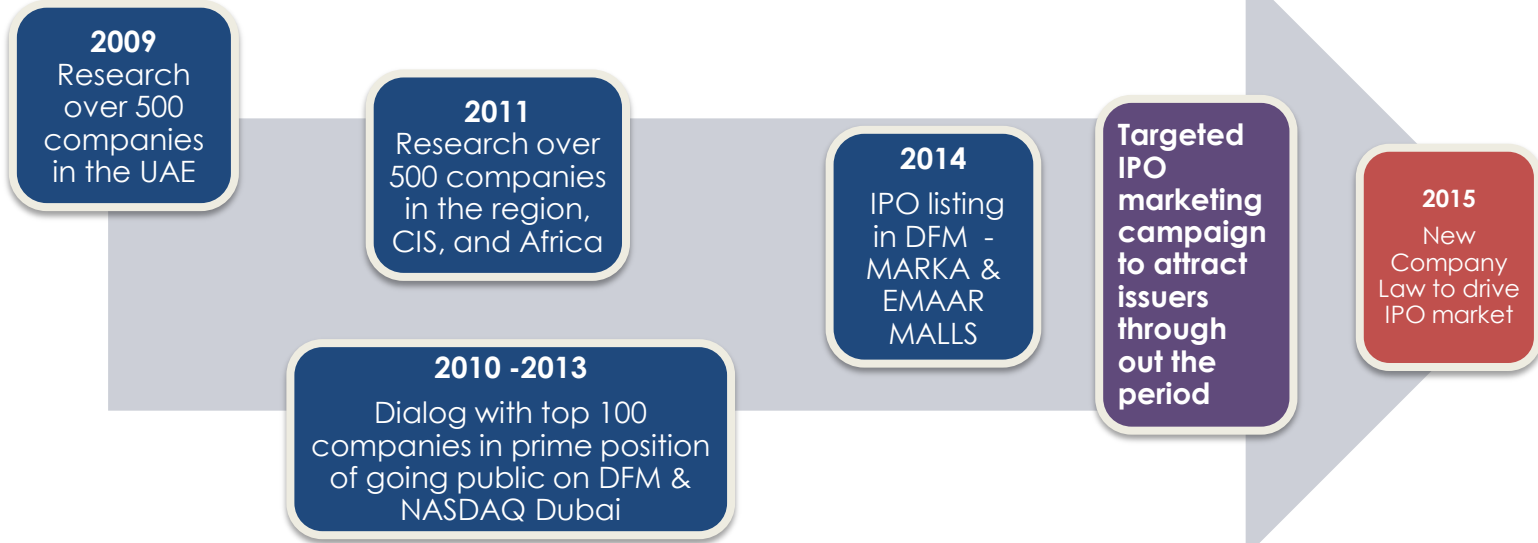 2009
Research
over 500
companies
in the UAE
2011
Research over
500 companies
in the region,
CIS, and Africa
2010 -2013
Dialog with top 100
companies in prime position
of going public on DFM &
NASDAQ Dubai
2014
IPO listing
in DFM -
MARKA &
EMAAR
MALLS
Targeted
IPO
marketing
campaign
to attract
issuers
through
out the
period
2015
New
Company
Law to drive
IPO market